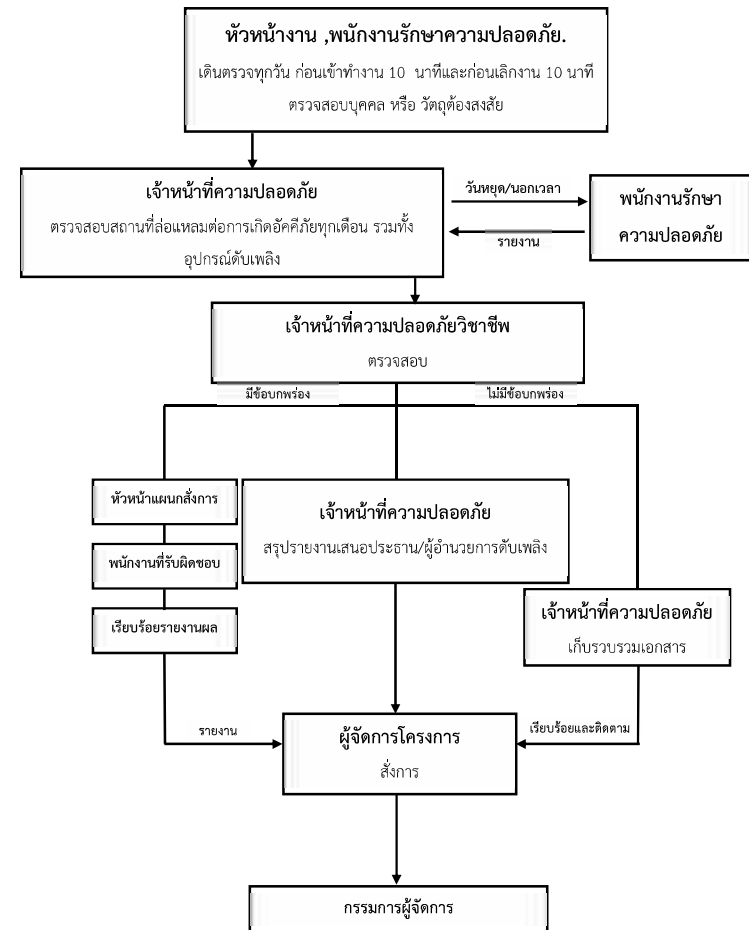 หัวหน้างาน ,พนักงานรักษาความปลอดภัย.
เดินตรวจทุกวัน ก่อนเข้าทำงาน 10 นาทีและก่อนเลิกงาน 10 นาที
ตรวจสอบบุคคล หรือ วัตถุต้องสงสัย
เจ้าหน้าที่ความปลอดภัย
ตรวจสอบสถานที่ล่อแหลมต่อการเกิดอัคคีภัยทุกเดือน รวมทั้ง
อุปกรณ์ดับเพลิง
วันหยุด/นอกเวลา
รายงาน
พนักงานรักษา
ความปลอดภัย
เจ้าหน้าที่ความปลอดภัยวิชาชีพ
ตรวจสอบ
มีข้อบกพร่อง
ไม่มีข้อบกพร่อง
หัวหน้าแผนกสั่งการ
พนักงานที่รับผิดชอบ
เรียบร้อยรายงานผล
เจ้าหน้าที่ความปลอดภัย
สรุปรายงานเสนอประธาน/ผู้อำนวยการดับเพลิง
เจ้าหน้าที่ความปลอดภัย
เก็บรวบรวมเอกสาร
รายงาน
เรียบร้อยและติดตาม
ผู้จัดการโครงการ
สั่งการ
กรรมการผู้จัดการ